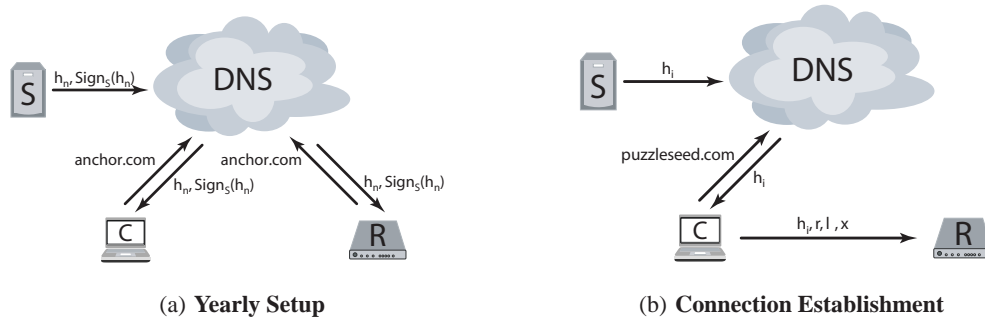 S
h_n, Sign_S(h_n)
DNS
anchor.com
anchor.com
h_n, Sign_S(h_n)
h_n, Sign_S(h_n)
C
R
(a) Yearly Setup
S
h_i
DNS
puzzleseed.com
h_i
C
h_i, r, l , x
R
(b) Connection Establishment